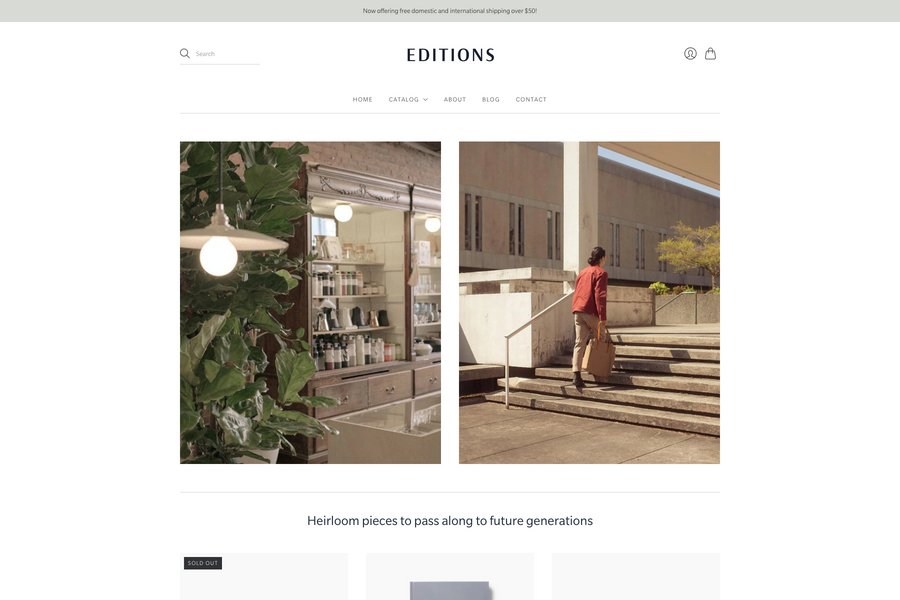 Now offering free domestic and international shipping over $50!
Search
EDITIONS
HOME
CATALOG
ABOUT
BLOG
CONTACT
Heirloom pieces to pass along to future generations
SOLD OUT